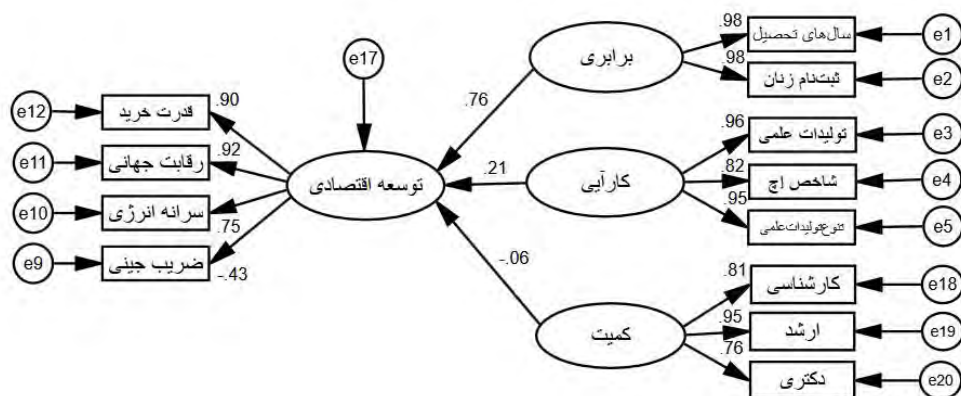 e17
برابری
.98
سال‌های تحصیل
e1
.98
ثبت‌نام زنان
e2
.76
e12
قدرت خرید
.90
e11
رقابت جهانی
.92
e10
سرانه انرژی
.75
e9
ضریب جینی
-.43
توسعه اقتصادی
.21
کارآیی
.96
تولیدات علمی
e3
.82
شاخص اچ
e4
.95
تنوع‌تولیدات‌علمی
e5
-.06
کمیت
.81
کارشناسی
e18
.95
ارشد
e19
.76
دکتری
e20